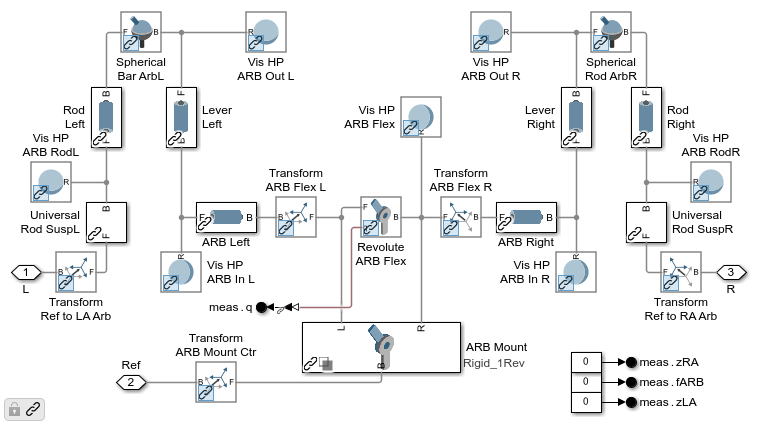 B
F
B
Spherical
Bar ArbL
R
Vis HP
ARB Out L
R
Vis HP
ARB Out R
B
F
Spherical
Rod ArbR
B
Rod
Left
F
Lever
Left
Vis HP
ARB Flex
R
Lever
Right
F
Rod
Right
B
Vis HP
ARB RodL
R
Vis HP
ARB RodR
R
Transform
ARB Flex L
Transform
ARB Flex R
Universal
Rod SuspL
B
F
F
B
ARB Left
B
F
F
B
Revolute
ARB Flex
B
F
F
B
ARB Right
Universal
Rod SuspR
B
F
1
L
B
F
Transform
Ref to LA Arb
R
Vis HP
ARB In L
Vis HP
ARB In R
R
F
B
Transform
Ref to RA Arb
3
R
meas.q
L
R
B
ARB Mount
Rigid_1Rev
Transform
ARB Mount Ctr
Ref
2
B
F
0
meas.zRA
0
meas.fARB
0
meas.zLA